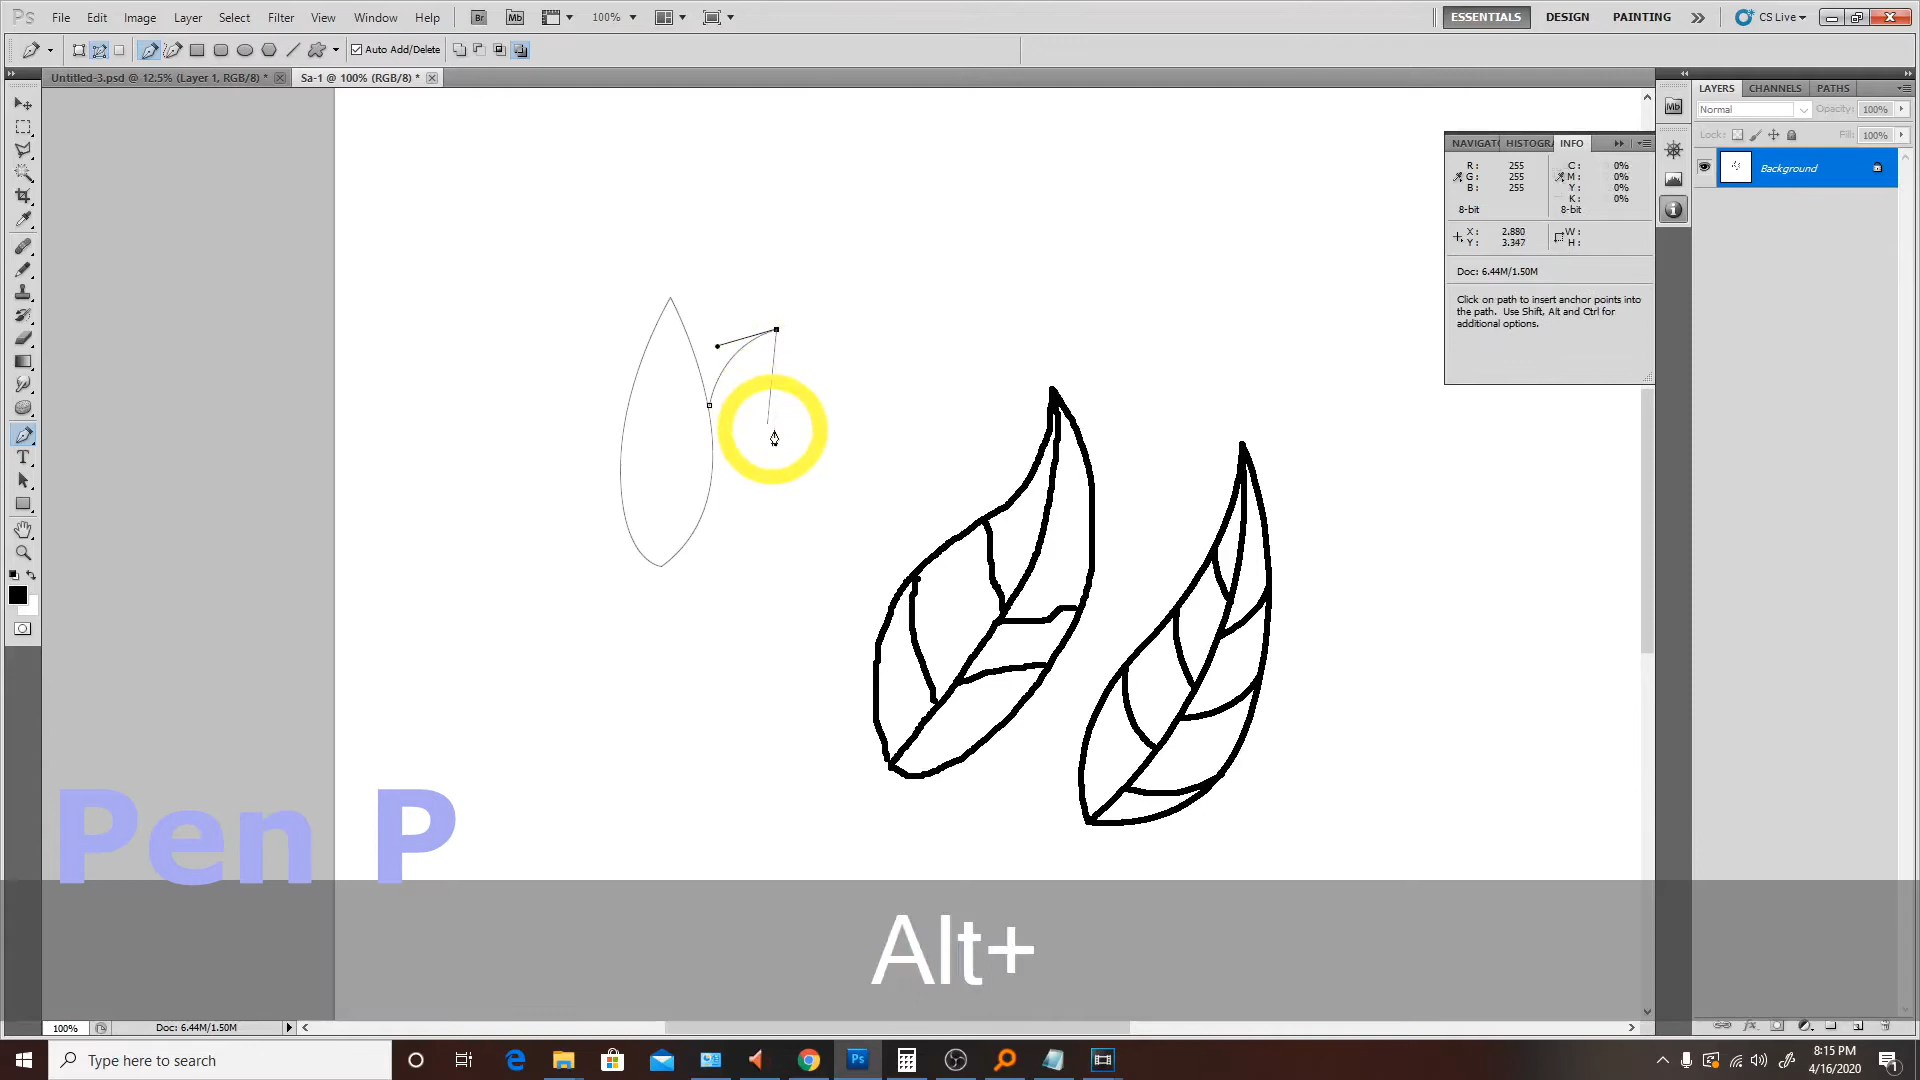 Ps File Edit Image Layer Select Filter View Window Help Br Mb 100% ESSENTIALS DESIGN PAINTING CS Live
Auto Add/Delete
Untitled-3.psd @ 12.5% (Layer 1, RGB/8) * Sa-1 @ 100% (RGB/8) *
LAYERS CHANNELS PATHS
Mb
Normal Opacity: 100%
Lock: Fill: 100%
Background
NAVIGAT HISTOGRA INFO
R: 255 C: 0%
G: 255 M: 0%
B: 255 Y: 0%
K: 0%
8-bit 8-bit
X: 2.880 W:
Y: 3.347 H:
Doc: 6.44M/1.50M
Click on path to insert anchor points into
the path. Use Shift, Alt and Ctrl for
additional options.
T
Pen P
Alt+
100% Doc: 6.44M/1.50M
Type here to search
Ps
8:15 PM
4/16/2020
1